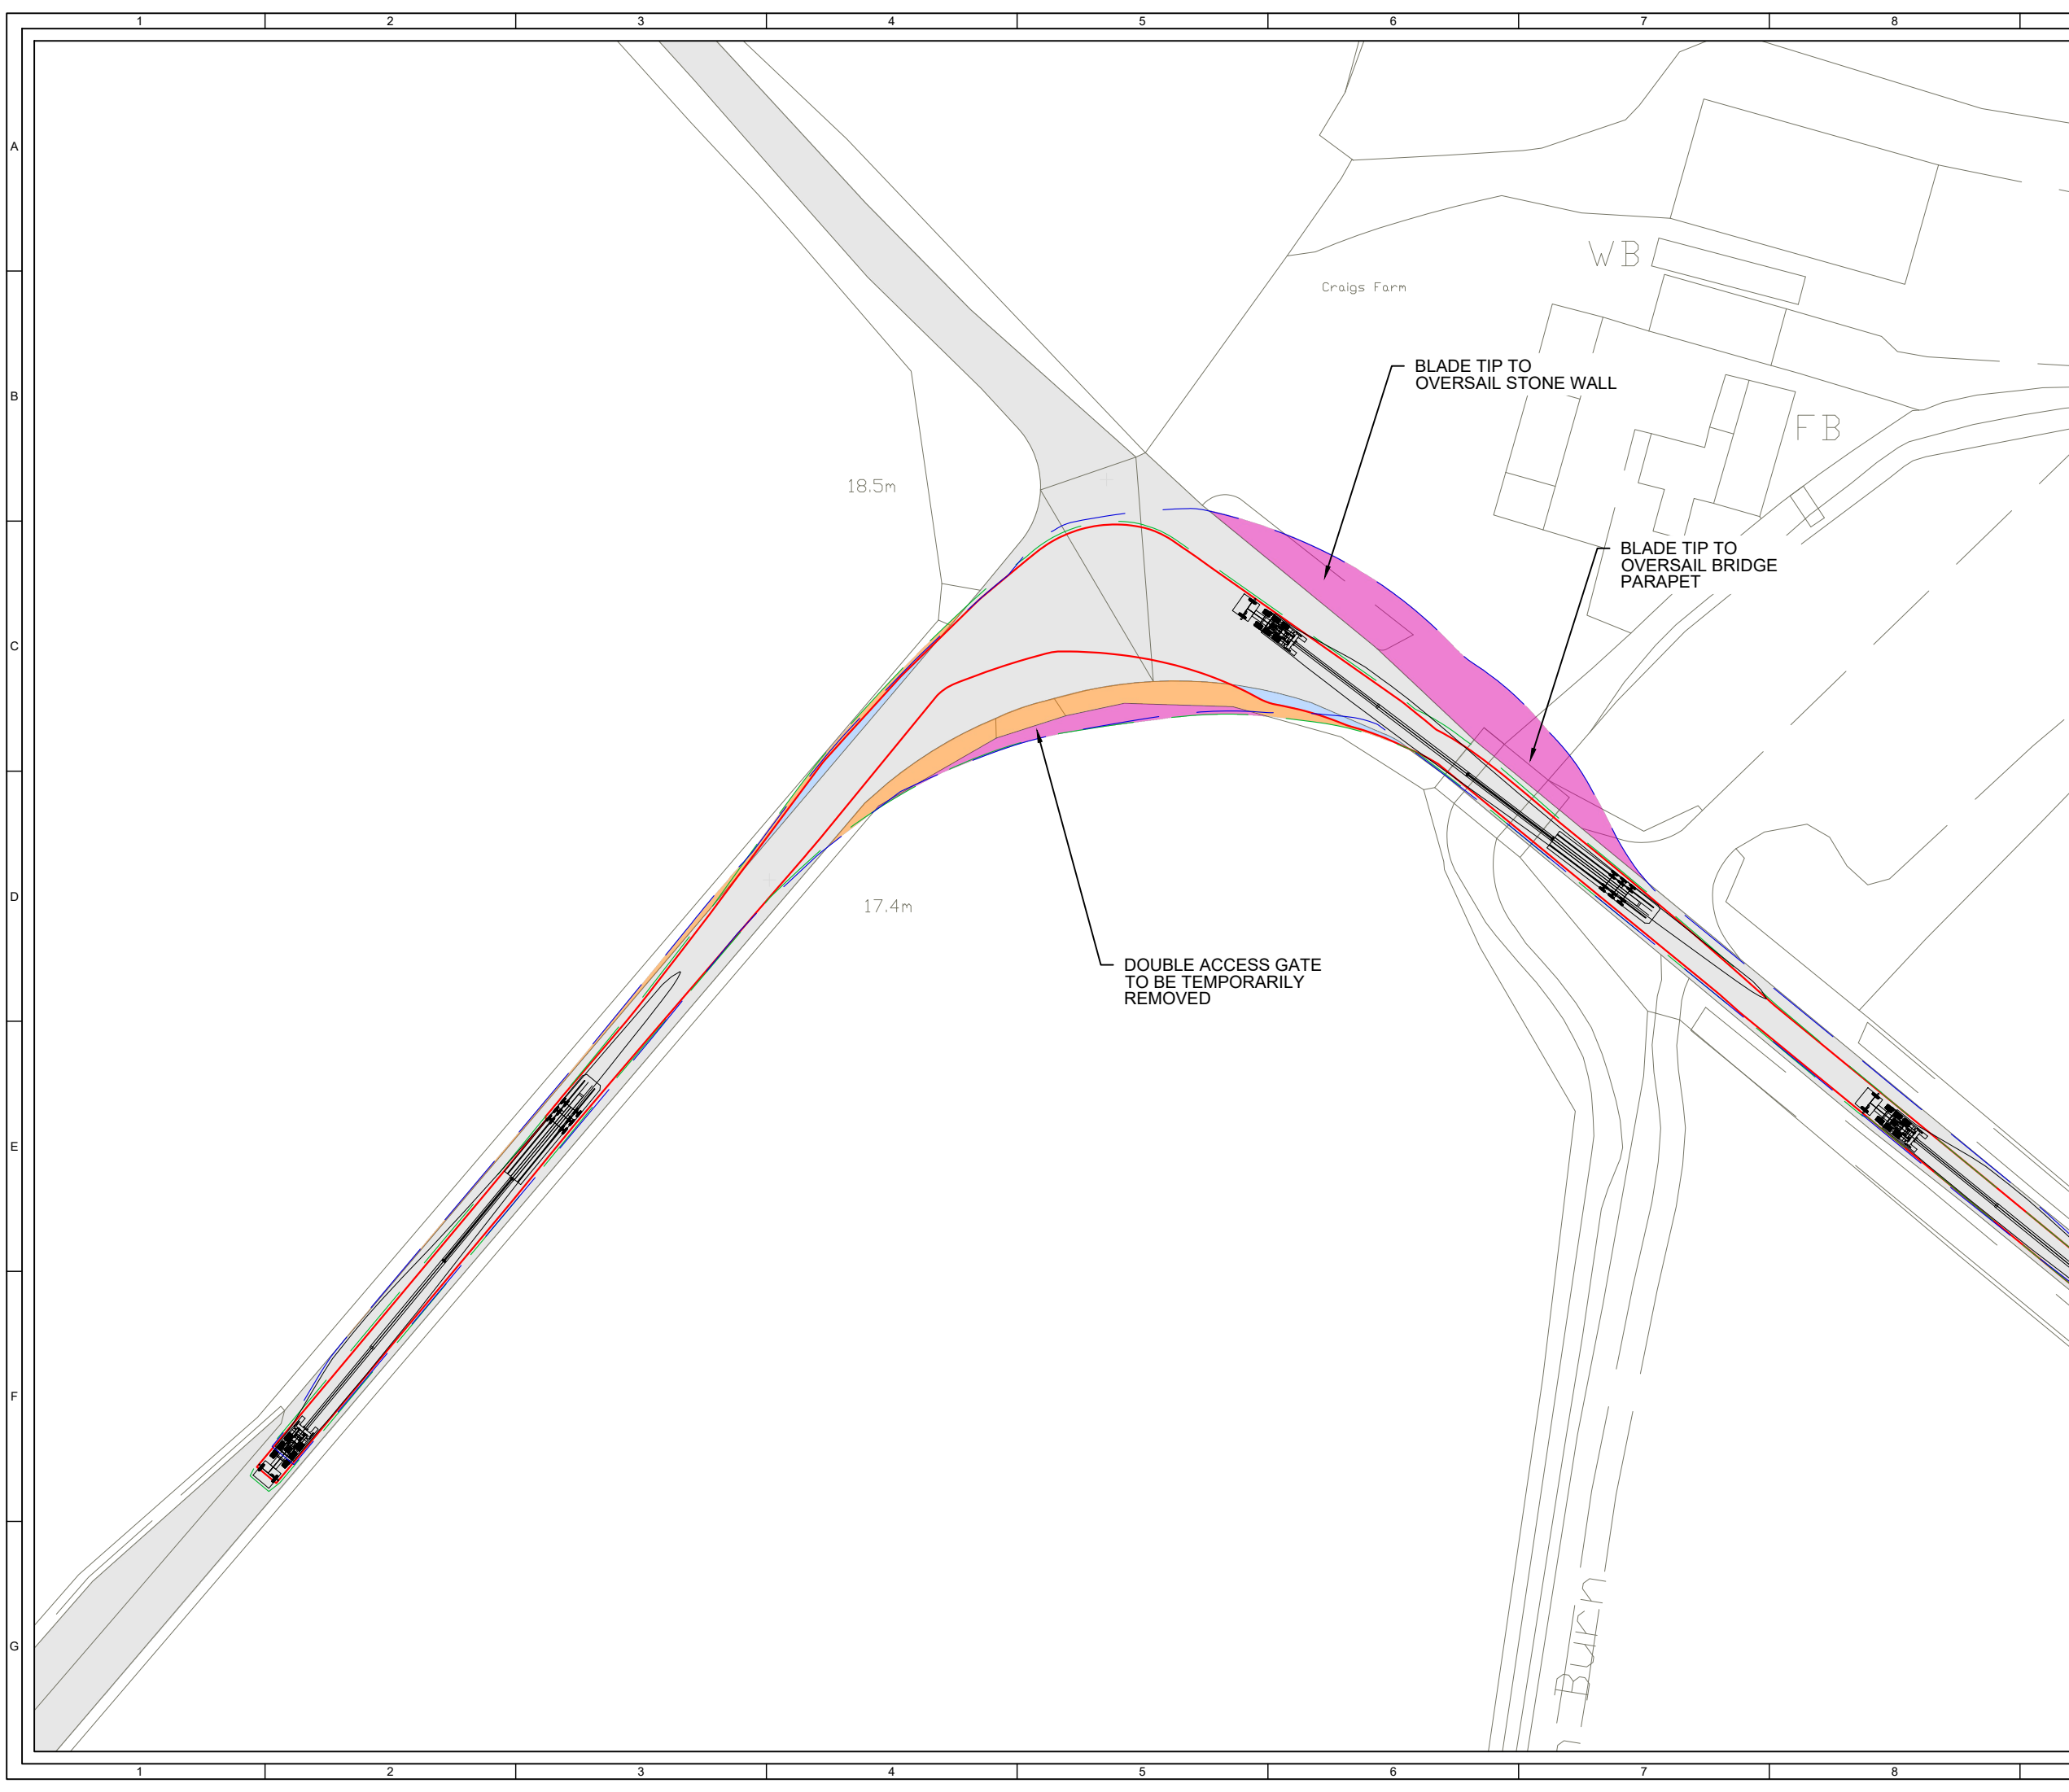 1 2 3 4 5 6 7 8
A
WB
Craigs Farm
BLADE TIP TO
OVERSAIL STONE WALL
B
FB
18.5m
BLADE TIP TO
OVERSAIL BRIDGE
PARAPET
C
D
17.4m
DOUBLE ACCESS GATE
TO BE TEMPORARILY
REMOVED
E
F
G
Burn
1 2 3 4 5 6 7 8